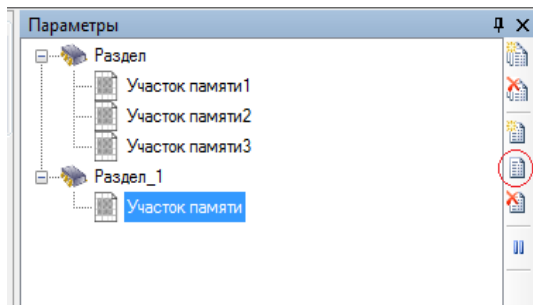 Параметры
Раздел
Участок памяти1
Участок памяти2
Участок памяти3
Раздел_1
Участок памяти